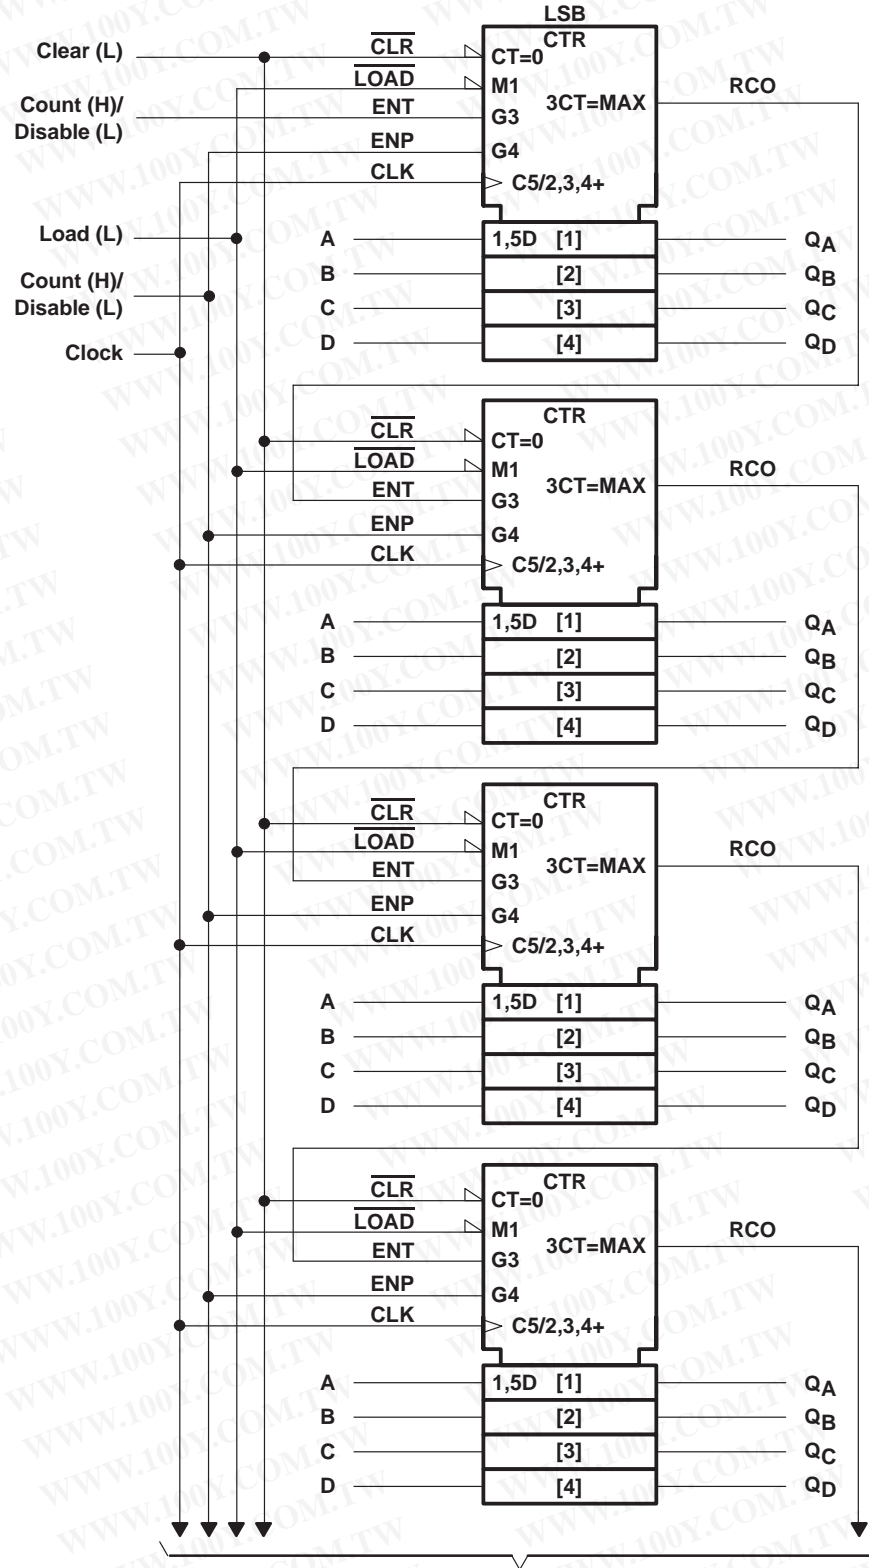 LSB
Clear (L)
CLR
CTR
CT=0
LOAD
M1
Count (H)/
Disable (L)
ENT
G3
3CT=MAX
RCO
ENP
G4
CLK
C5/2,3,4+
Load (L)
A
1,5D [1]
QA
Count (H)/
Disable (L)
B
[2]
QB
C
[3]
QC
Clock
D
[4]
QD
CTR
CLR
CT=0
LOAD
M1
RCO
ENT
G3
3CT=MAX
ENP
G4
CLK
C5/2,3,4+
A
1,5D [1]
QA
B
[2]
QB
C
[3]
QC
D
[4]
QD
CTR
CLR
CT=0
LOAD
M1
RCO
ENT
G3
3CT=MAX
ENP
G4
CLK
C5/2,3,4+
A
1,5D [1]
QA
B
[2]
QB
C
[3]
QC
D
[4]
QD
CTR
CLR
CT=0
LOAD
M1
RCO
ENT
G3
3CT=MAX
ENP
G4
CLK
C5/2,3,4+
A
1,5D [1]
QA
B
[2]
QB
C
[3]
QC
D
[4]
QD
WWW.100Y.COM.TW